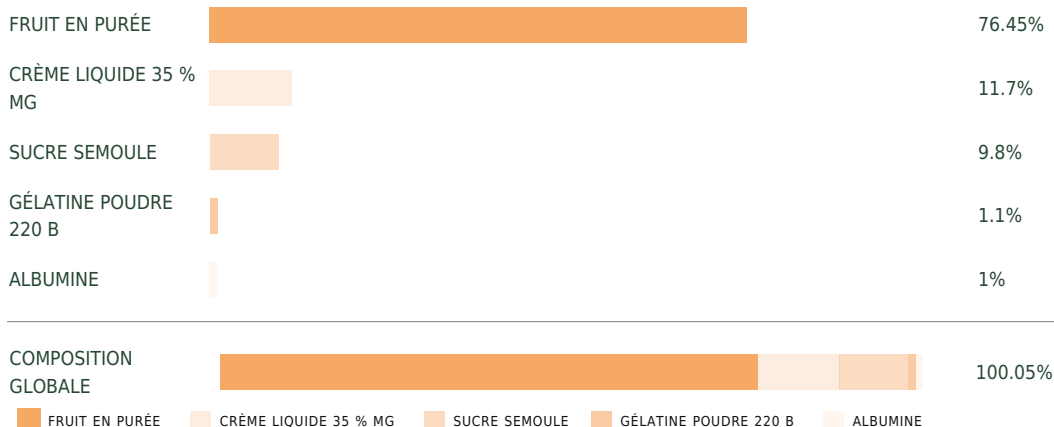 FRUIT EN PURÉE 76.45%
CRÈME LIQUIDE 35 %
MG
11.7%
SUCRE SEMOULE 9.8%
GÉLATINE POUDRE
220 B
1.1%
ALBUMINE 1%
COMPOSITION
GLOBALE
100.05%
FRUIT EN PURÉE CRÈME LIQUIDE 35 % MG SUCRE SEMOULE GÉLATINE POUDRE 220 B ALBUMINE